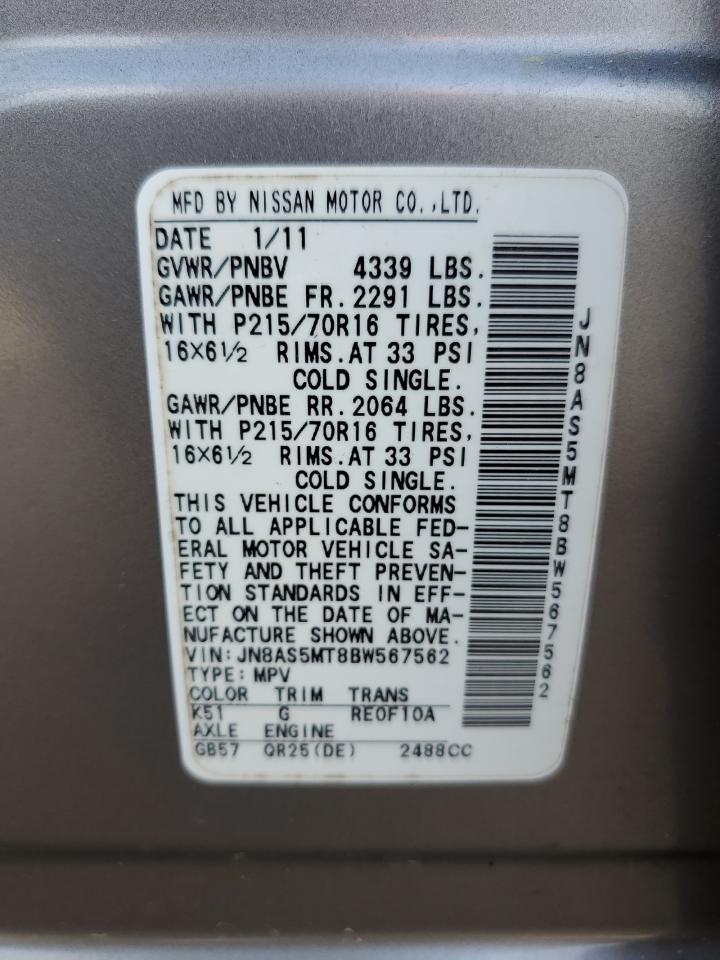 MFD BY NISSAN MOTOR CO.,LTD.
DATE 1/11
GVWR/PNBV 4339 LBS.
GAWR/PNBE FR. 2291 LBS.
WITH P215/70R16 TIRES,
16×6½ RIMS. AT 33 PSI
COLD SINGLE.
GAWR/PNBE RR. 2064 LBS.
WITH P215/70R16 TIRES,
16×6½ RIMS. AT 33 PSI
COLD SINGLE.
THIS VEHICLE CONFORMS
TO ALL APPLICABLE FED-
ERAL MOTOR VEHICLE SA-
FETY AND THEFT PREVEN-
TION STANDARDS IN EFF-
ECT ON THE DATE OF MA-
NUFACTURE SHOWN ABOVE.
VIN: JN8AS5MT8BW567562
TYPE: MPV
COLOR TRIM TRANS
K51 G RE0F10A
AXLE ENGINE
GB57 QR25(DE) 2488CC
JN8AS5MT8BW567562